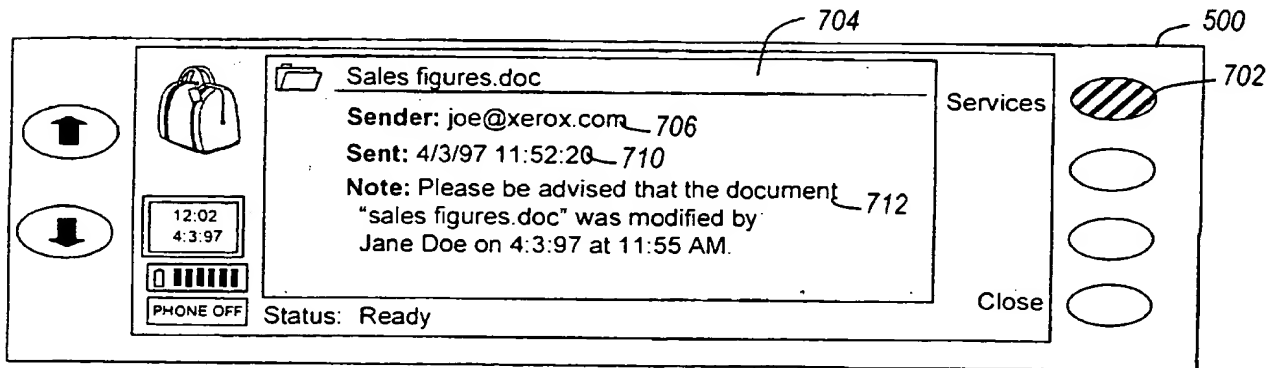 704
500
702
Sales figures.doc
Services
Sender: joe@xerox.com 706
Sent: 4/3/97 11:52:20 710
Note: Please be advised that the document 712
“sales figures.doc” was modified by
Jane Doe on 4:3:97 at 11:55 AM.
12:02
4:3:97
PHONE OFF
Status: Ready
Close